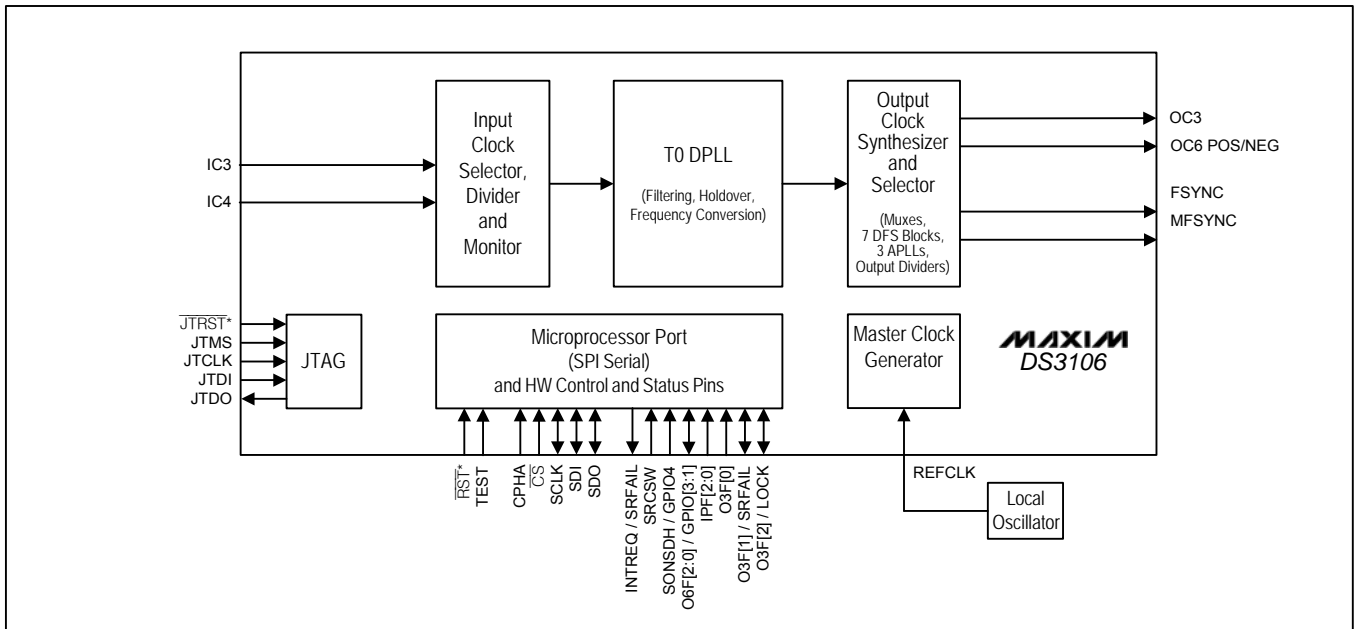 Input
Clock
Selector,
Divider
and
Monitor
T0 DPLL
(Filtering, Holdover,
Frequency Conversion)
Output
Clock
Synthesizer
and
Selector
(Muxes,
7 DFS Blocks,
3 APLLs,
Output Dividers)
IC3
IC4
OC3
OC6 POS/NEG
FSYNC
MFSYNC
JTRST*
JTMS
JTCLK
JTDI
JTDO
JTAG
Microprocessor Port
(SPI Serial)
and HW Control and Status Pins
Master Clock
Generator
MAXIM
DS3106
RST*
TEST
CPHA
CS
SCLK
SDI
SDO
INTREQ / SRFAIL
SRCSW
SONSDH / GPIO4
O6F[2:0] / GPIO[3:1]
IPF[2:0]
O3F[0]
O3F[1] / SRFAIL
O3F[2] / LOCK
REFCLK
Local
Oscillator